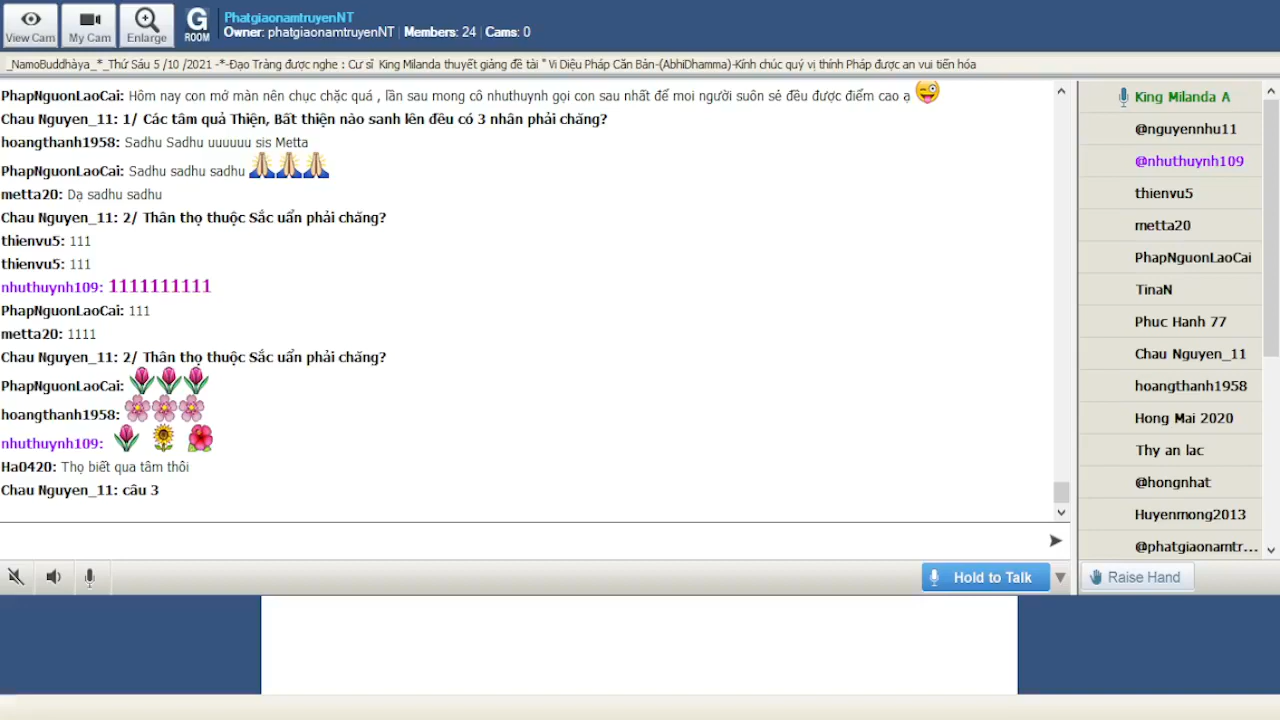 PhatgiaonamtruyenNT
Owner: phatgiaonamtruyenNT | Members: 24 | Cams: 0
View Cam
My Cam
Enlarge
G
ROOM
_NamoBuddhàya_*_Thứ Sáu 5 /10 /2021 -*-Đạo Tràng được nghe : Cư sĩ King Milanda thuyết giảng đề tài " Vi Diệu Pháp Căn Bản-(AbhiDhamma)-Kính chúc quý vị thính Pháp được an vui tiến hóa
PhapNguonLaoCai: Hôm nay con mở màn nên chục chặc quá , lần sau mong cô nhuthuynh gọi con sau nhất để moi người suôn sẻ đều được điểm cao ạ
Chau Nguyen_11: 1/ Các tâm quả Thiện, Bất thiện nào sanh lên đều có 3 nhân phải chăng?
hoangthanh1958: Sadhu Sadhu uuuuuu sis Metta
PhapNguonLaoCai: Sadhu sadhu sadhu
metta20: Dạ sadhu sadhu
Chau Nguyen_11: 2/ Thân thọ thuộc Sắc uẩn phải chăng?
thienvu5: 111
thienvu5: 111
nhuthuynh109: 1111111111
PhapNguonLaoCai: 111
metta20: 1111
Chau Nguyen_11: 2/ Thân thọ thuộc Sắc uẩn phải chăng?
PhapNguonLaoCai:
hoangthanh1958:
nhuthuynh109:
Ha0420: Thọ biết qua tâm thôi
Chau Nguyen_11: câu 3
King Milanda A
@nguyennhu11
@nhuthuynh109
thienvu5
metta20
PhapNguonLaoCai
TinaN
Phuc Hanh 77
Chau Nguyen_11
hoangthanh1958
Hong Mai 2020
Thy an lac
@hongnhat
Huyenmong2013
@phatgiaonamtr...
Hold to Talk
Raise Hand